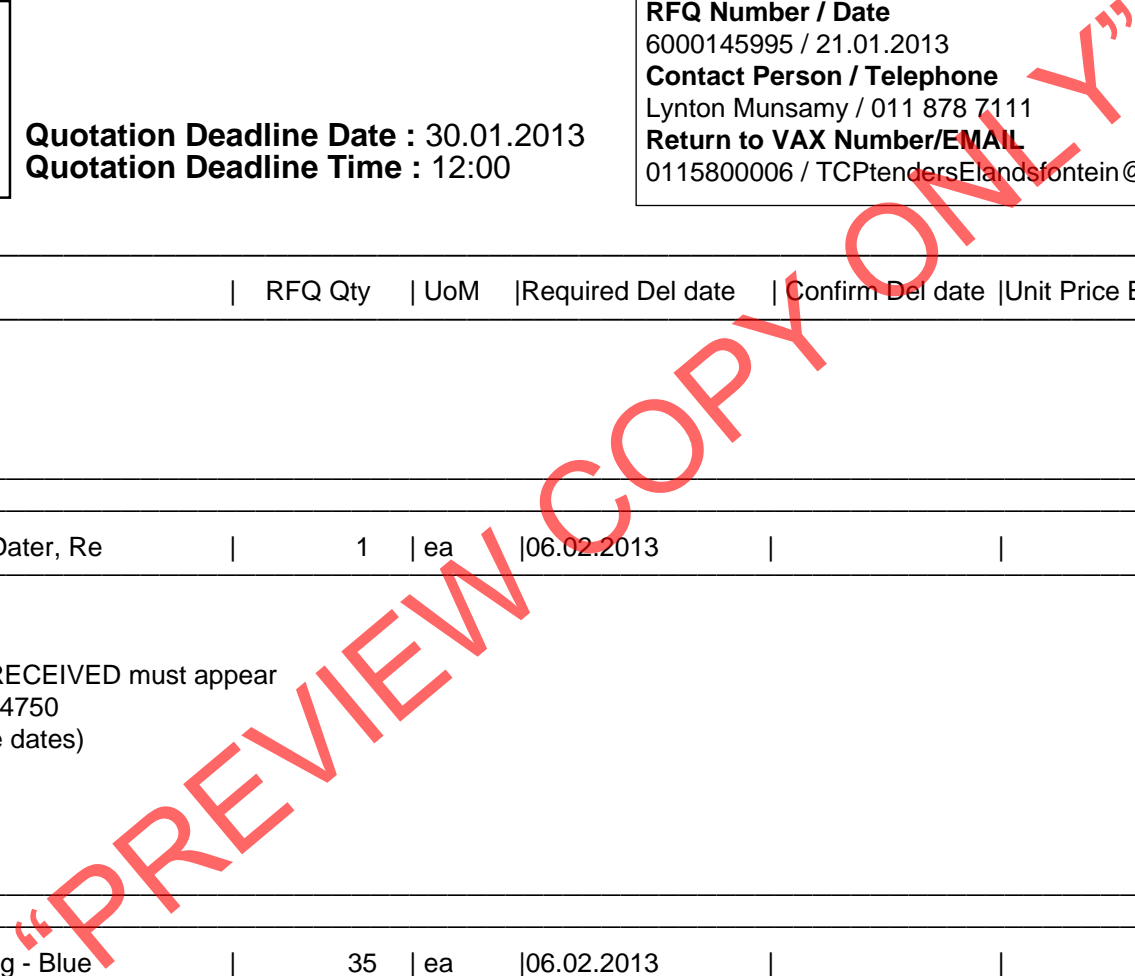 RFQ Number / Date
6000145995 / 21.01.2013
Contact Person / Telephone
Lynton Munsamy / 011 878 7111
Return to VAX Number/EMAIL
0115800006 / TCPtendersElandsfontein@
Quotation Deadline Date : 30.01.2013
Quotation Deadline Time : 12:00
| RFQ Qty | UoM |Required Del date | Confirm Del date |Unit Price E
Dater, Re | 1 | ea |06.02.2013 | |
RECEIVED must appear
4750
dates)
g - Blue | 35 | ea |06.02.2013 | |
“PREVIEW COPY ONLY”